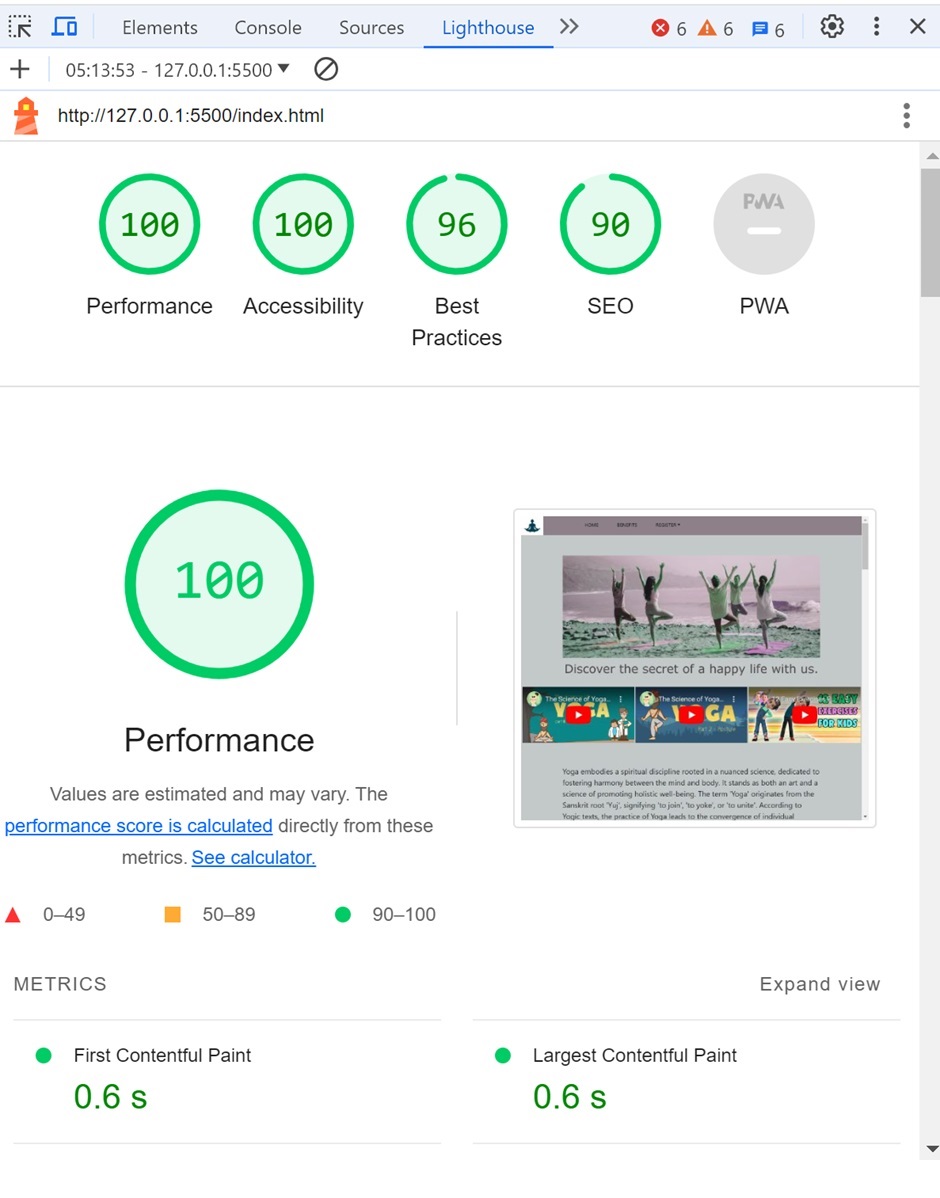 Elements Console Sources Lighthouse 6 6 6
05:13:53 - 127.0.0.1:5500
http://127.0.0.1:5500/index.html
100 100 96 90 PWA
Performance Accessibility Best Practices SEO PWA
100
Performance
Values are estimated and may vary. The
performance score is calculated directly from these
metrics. See calculator.
0–49 50–89 90–100
HOME BENEFITS REGISTER
Discover the secret of a happy life with us.
The Science of Yoga... The Science of Yoga...
YOGA YOGA EASY
EXERCISES
FOR KIDS
Yoga embodies a spiritual discipline rooted in a nuanced science, dedicated to
fostering harmony between the mind and body. It stands as both an art and a
science of promoting holistic well-being. The term 'Yoga' originates from the
Sanskrit root 'Yuj', signifying 'to join', 'to yoke', or 'to unite'. According to
Yogic texts, the practice of Yoga leads to the convergence of individual
METRICS Expand view
First Contentful Paint Largest Contentful Paint
0.6 s 0.6 s